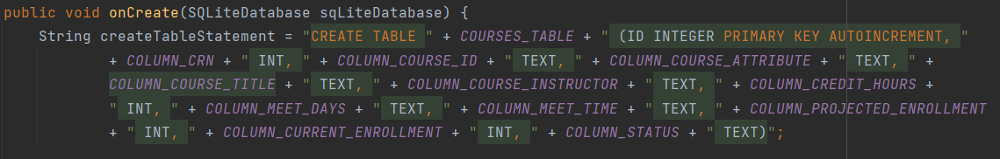 public void onCreate(SQLiteDatabase sqLiteDatabase) {
String createTableStatement = "CREATE TABLE " + COURSES_TABLE + " (ID INTEGER PRIMARY KEY AUTOINCREMENT, "
+ COLUMN_CRN + " INT, " + COLUMN_COURSE_ID + " TEXT, " + COLUMN_COURSE_ATTRIBUTE + " TEXT, " +
COLUMN_COURSE_TITLE + " TEXT, " + COLUMN_COURSE_INSTRUCTOR + " TEXT, " + COLUMN_CREDIT_HOURS +
" INT, " + COLUMN_MEET_DAYS + " TEXT, " + COLUMN_MEET_TIME + " TEXT, " + COLUMN_PROJECTED_ENROLLMENT
+ " INT, " + COLUMN_CURRENT_ENROLLMENT + " INT, " + COLUMN_STATUS + " TEXT)";